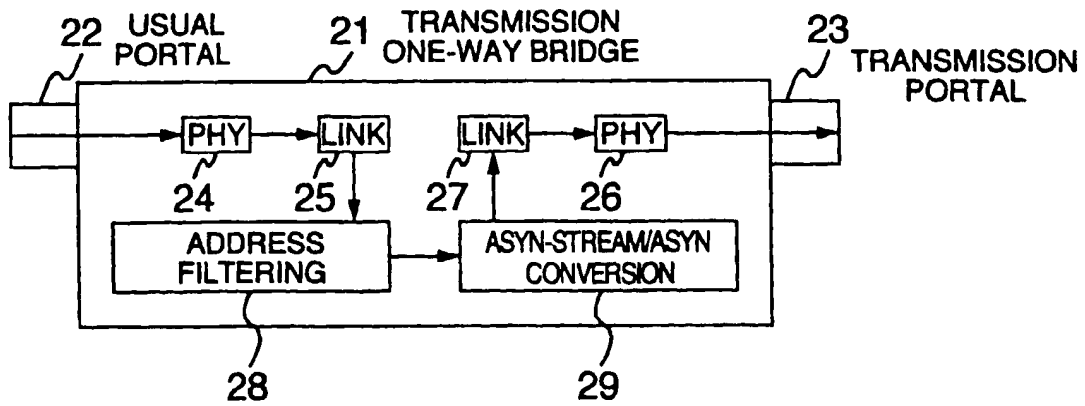 22 USUAL PORTAL
21 TRANSMISSION ONE-WAY BRIDGE
23 TRANSMISSION PORTAL
PHY
LINK
LINK
PHY
24
25
27
26
ADDRESS
FILTERING
ASYN-STREAM/ASYN
CONVERSION
28
29